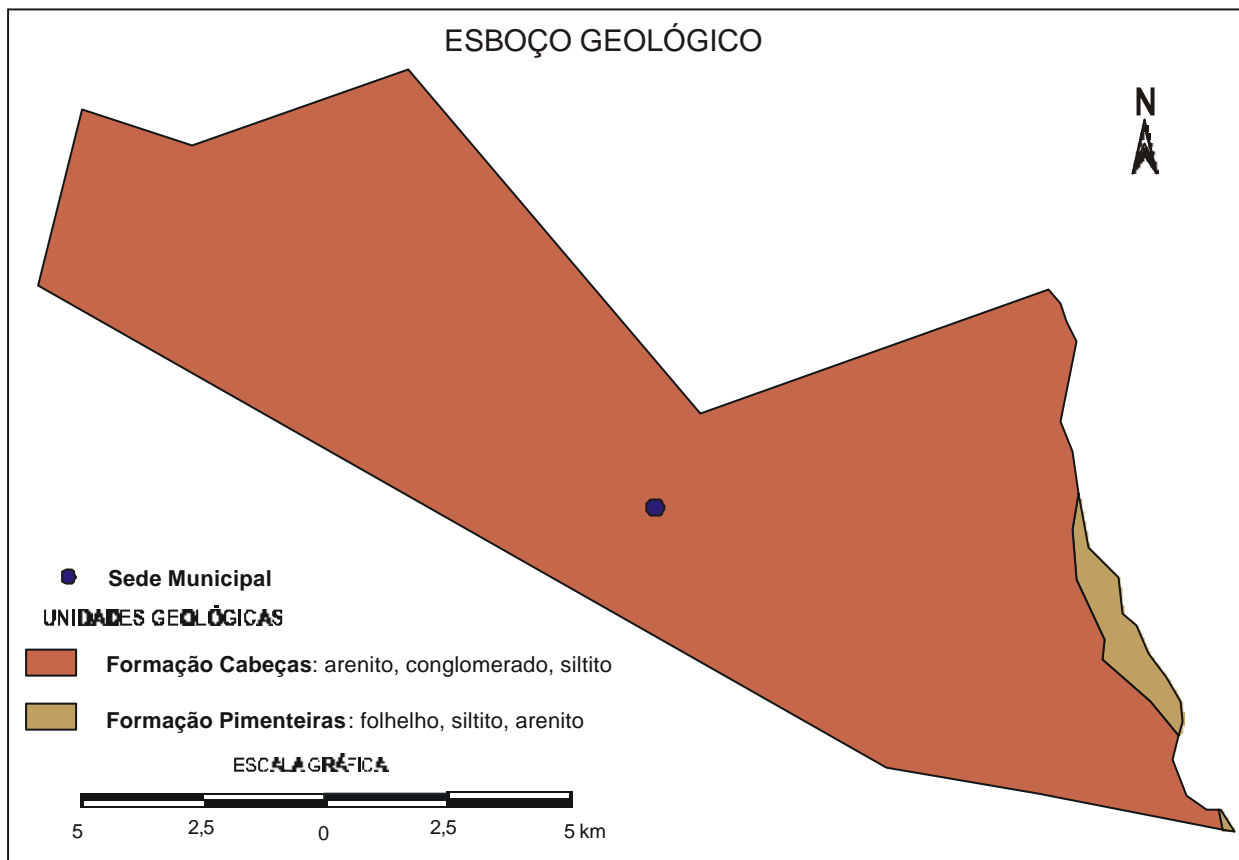 ESBOÇO GEOLÓGICO
N
Sede Municipal
UNIDADES GEOLÓGICAS
Formação Cabeças: arenito, conglomerado, siltito
Formação Pimenteiras: folhelho, siltito, arenito
ESCALA GRÁFICA
5 2,5 0 2,5 5 km